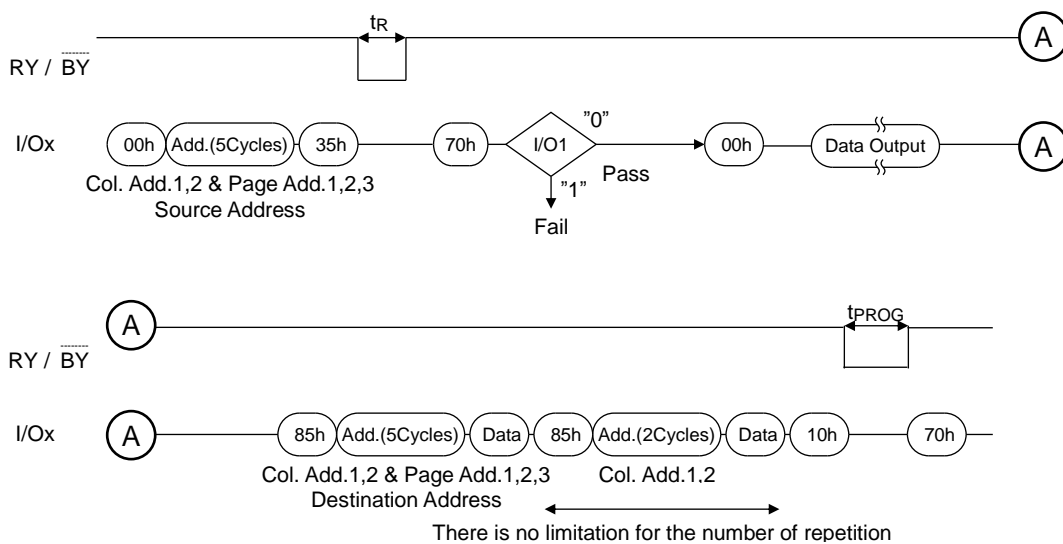 tR
A
RY / BY
I/Ox 00h Add.(5Cycles) 35h 70h I/O1 "0" 00h Data Output A
Pass
"1"
Col. Add.1,2 & Page Add.1,2,3
Source Address
Fail
A
tPROG
RY / BY
I/Ox A 85h Add.(5Cycles) Data 85h Add.(2Cycles) Data 10h 70h
Col. Add.1,2 & Page Add.1,2,3 Col. Add.1,2
Destination Address
There is no limitation for the number of repetition